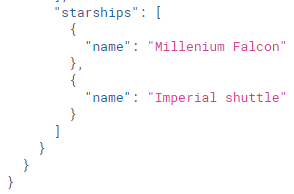 "starships": [
{
"name": "Millenium Falcon"
},
{
"name": "Imperial shuttle"
}
]
}
}
}